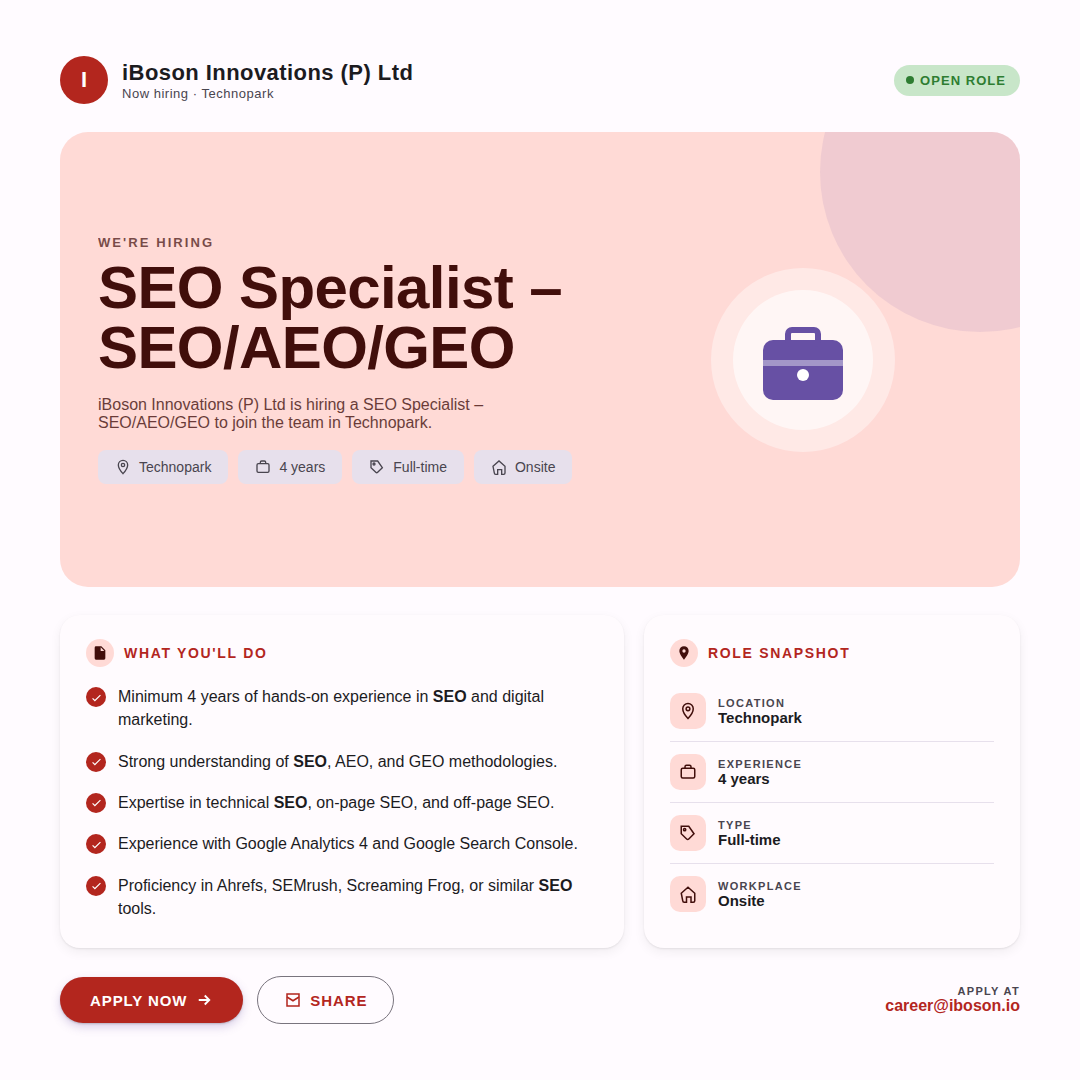 I
iBoson Innovations (P) Ltd
Now hiring · Technopark
OPEN ROLE
WE'RE HIRING
SEO Specialist –
SEO/AEO/GEO
iBoson Innovations (P) Ltd is hiring a SEO Specialist –
SEO/AEO/GEO to join the team in Technopark.
Technopark
4 years
Full-time
Onsite
WHAT YOU'LL DO
Minimum 4 years of hands-on experience in SEO and digital
marketing.
Strong understanding of SEO, AEO, and GEO methodologies.
Expertise in technical SEO, on-page SEO, and off-page SEO.
Experience with Google Analytics 4 and Google Search Console.
Proficiency in Ahrefs, SEMrush, Screaming Frog, or similar SEO
tools.
ROLE SNAPSHOT
LOCATION
Technopark
EXPERIENCE
4 years
TYPE
Full-time
WORKPLACE
Onsite
APPLY NOW
SHARE
APPLY AT
career@iboson.io